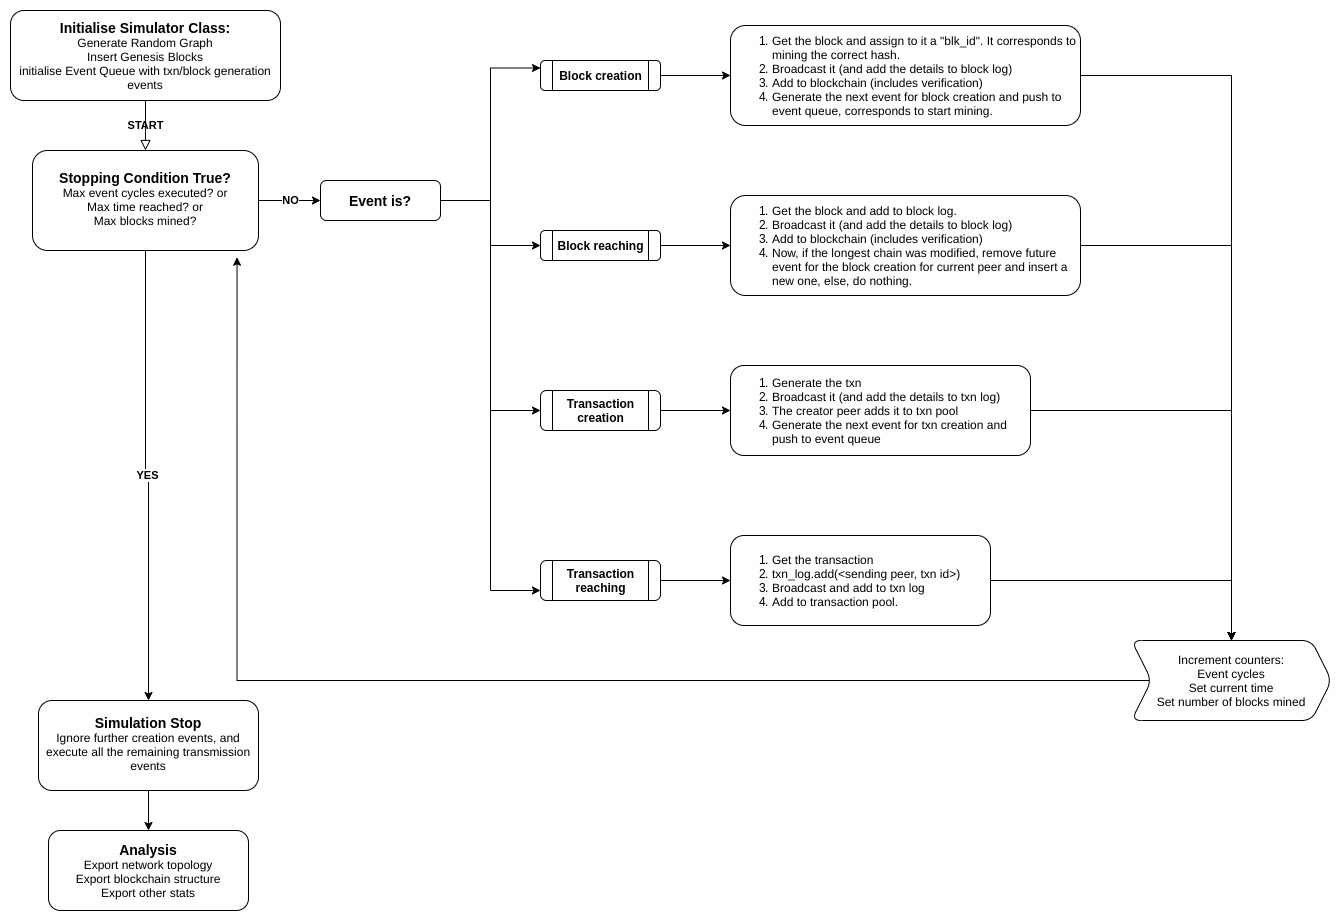 Initialise Simulator Class:
Generate Random Graph
Insert Genesis Blocks
initialise Event Queue with txn/block generation
events
START
Stopping Condition True?
Max event cycles executed? or
Max time reached? or
Max blocks mined?
NO
Event is?
Block creation
1. Get the block and assign to it a "blk_id". It corresponds to
mining the correct hash.
2. Broadcast it (and add the details to block log)
3. Add to blockchain (includes verification)
4. Generate the next event for block creation and push to
event queue, corresponds to start mining.
Block reaching
1. Get the block and add to block log.
2. Broadcast it (and add the details to block log)
3. Add to blockchain (includes verification)
4. Now, if the longest chain was modified, remove future
event for the block creation for current peer and insert a
new one, else, do nothing.
Transaction
creation
1. Generate the txn
2. Broadcast it (and add the details to txn log)
3. The creator peer adds it to txn pool
4. Generate the next event for txn creation and
push to event queue
Transaction
reaching
1. Get the transaction
2. txn_log.add(<sending peer, txn id>)
3. Broadcast and add to txn log
4. Add to transaction pool.
Increment counters:
Event cycles
Set current time
Set number of blocks mined
YES
Simulation Stop
Ignore further creation events, and
execute all the remaining transmission
events
Analysis
Export network topology
Export blockchain structure
Export other stats